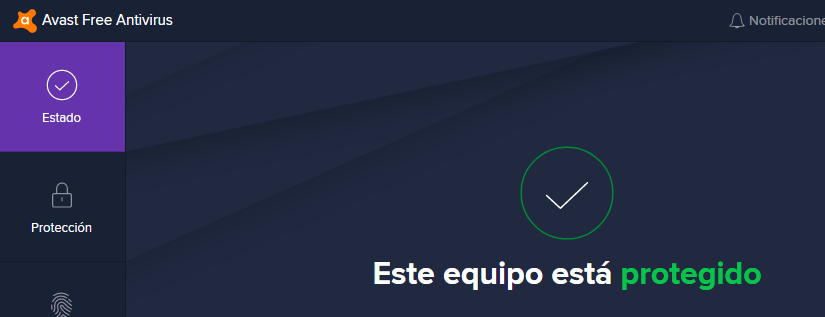 Avast Free Antivirus
Notificacione
Estado
Protección
Este equipo está protegido